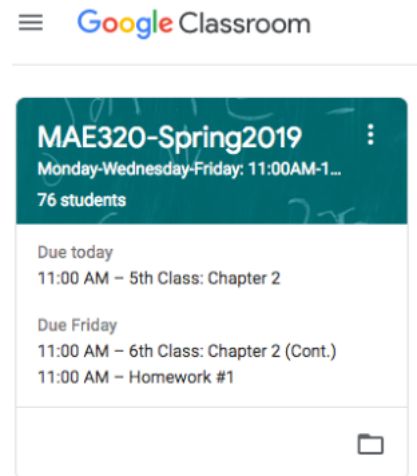 Google Classroom
MAE320-Spring2019
Monday-Wednesday-Friday: 11:00AM-1...
76 students
Due today
11:00 AM – 5th Class: Chapter 2
Due Friday
11:00 AM – 6th Class: Chapter 2 (Cont.)
11:00 AM – Homework #1